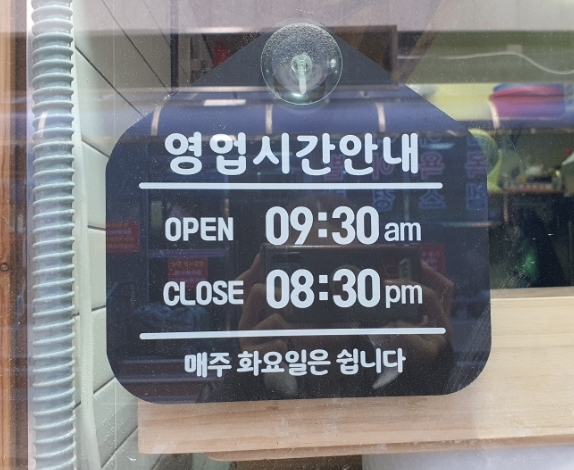 영업시간안내
OPEN 09:30am
CLOSE 08:30pm
매주 화요일은 쉽니다